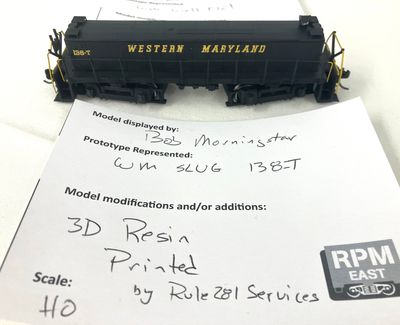 138-T WESTERN MARYLAND
Model displayed by:
Bob Morningstar
Prototype Represented:
WM SLUG 138-T
Model modifications and/or additions:
3D Resin
Printed
by Rule 281 Services
Scale:
HO
RPM
EAST